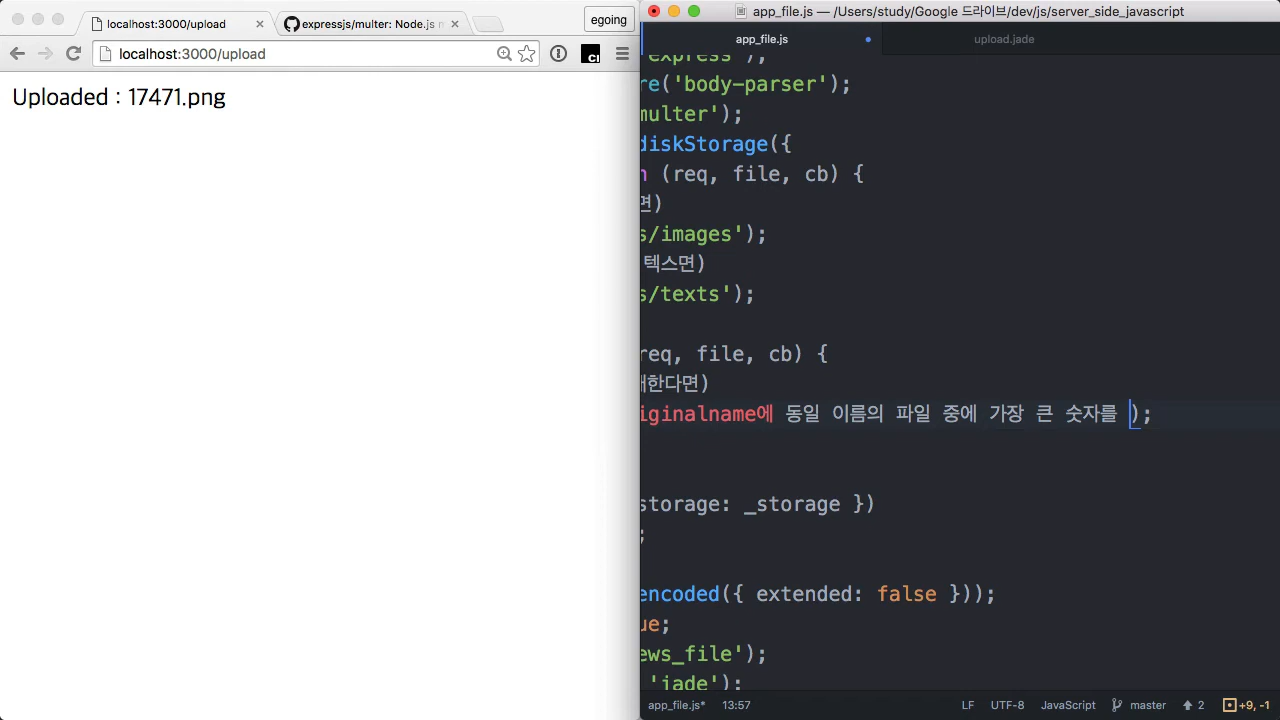 localhost:3000/upload
expressjs/multer: Node.js m
egoing
localhost:3000/upload
Uploaded : 17471.png
app_file.js — /Users/study/Google 드라이브/dev/js/server_side_javascript
app_file.js
upload.jade
express');
re('body-parser');
multer');
diskStorage({
n (req, file, cb) {
면)
s/images');
텍스면)
s/texts');
req, file, cb) {
재한다면)
iginalname에 동일 이름의 파일 중에 가장 큰 숫자를 );
storage: _storage })
;
encoded({ extended: false }));
ue;
ews_file');
'jade');
app_file.js* 13:57 LF UTF-8 JavaScript master 2 +9, -1